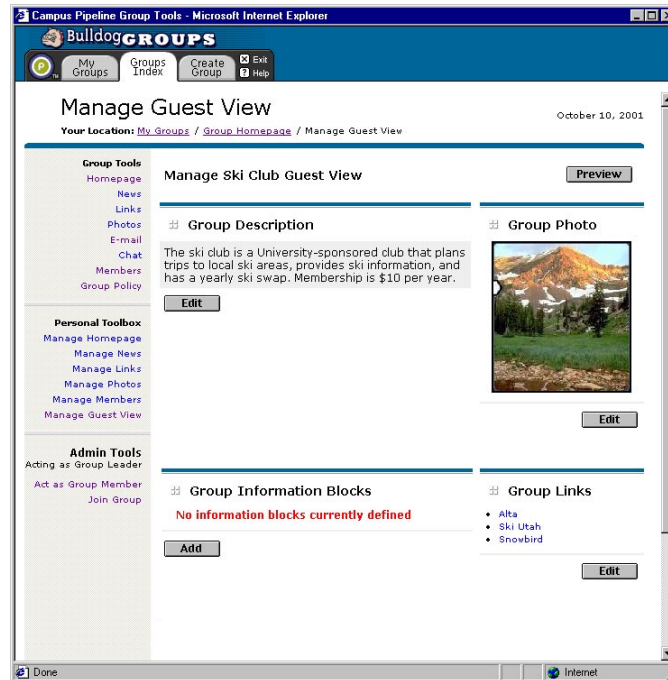 Campus Pipeline Group Tools - Microsoft Internet Explorer
BulldogGROUPS
My Groups
Groups Index
Create Group
Exit
Help
Manage Guest View
October 10, 2001
Your Location: My Groups / Group Homepage / Manage Guest View
Group Tools
Homepage
News
Links
Photos
E-mail
Chat
Members
Group Policy
Personal Toolbox
Manage Homepage
Manage News
Manage Links
Manage Photos
Manage Members
Manage Guest View
Admin Tools
Acting as Group Leader
Act as Group Member
Join Group
Manage Ski Club Guest View
Preview
Group Description
The ski club is a University-sponsored club that plans
trips to local ski areas, provides ski information, and
has a yearly ski swap. Membership is $10 per year.
Edit
Group Photo
Edit
Group Information Blocks
No information blocks currently defined
Add
Group Links
Alta
Ski Utah
Snowbird
Edit
Done
Internet